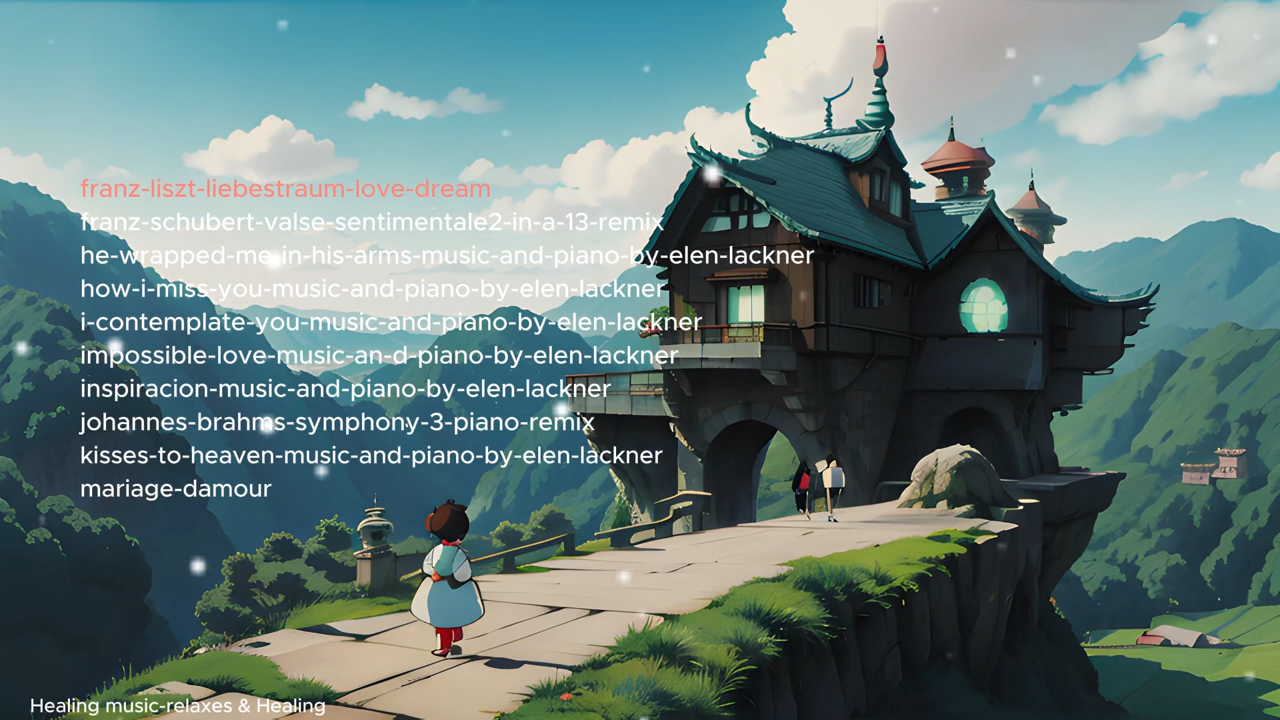 franz-liszt-liebestraum-love-dream
franz-schubert-valse-sentimentale2-in-a-13-remix
he-wrapped-me-in-his-arms-music-and-piano-by-elen-lackner
how-i-miss-you-music-and-piano-by-elen-lackner
i-contemplate-you-music-and-piano-by-elen-lackner
impossible-love-music-an-d-piano-by-elen-lackner
inspiracion-music-and-piano-by-elen-lackner
johannes-brahms-symphony-3-piano-remix
kisses-to-heaven-music-and-piano-by-elen-lackner
mariage-damour
Healing music-relaxes & Healing